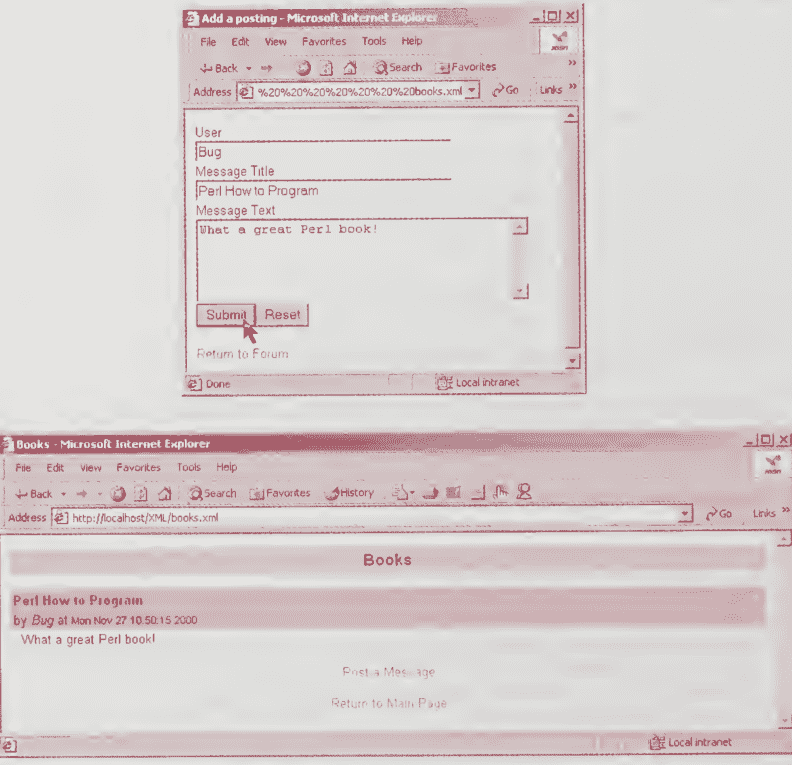 Add a posting - Microsoft Internet Explorer
File Edit View Favorites Tools Help
Back Search Favorites »
Address %20%20%20%20%20%20%20books.xml Go Links »
User
Bug
Message Title
Perl How to Program
Message Text
What a great Perl book!
Submit Reset
Return to Forum
Done Local intranet
Books - Microsoft Internet Explorer
File Edit View Favorites Tools Help
Back Search Favorites History
Address http://localhost/XML/books.xml Go Links »
Books
Perl How to Program
by Bug at Mon Nov 27 10:50:15 2000
What a great Perl book!
Post a Message
Return to Main Page
Local intranet